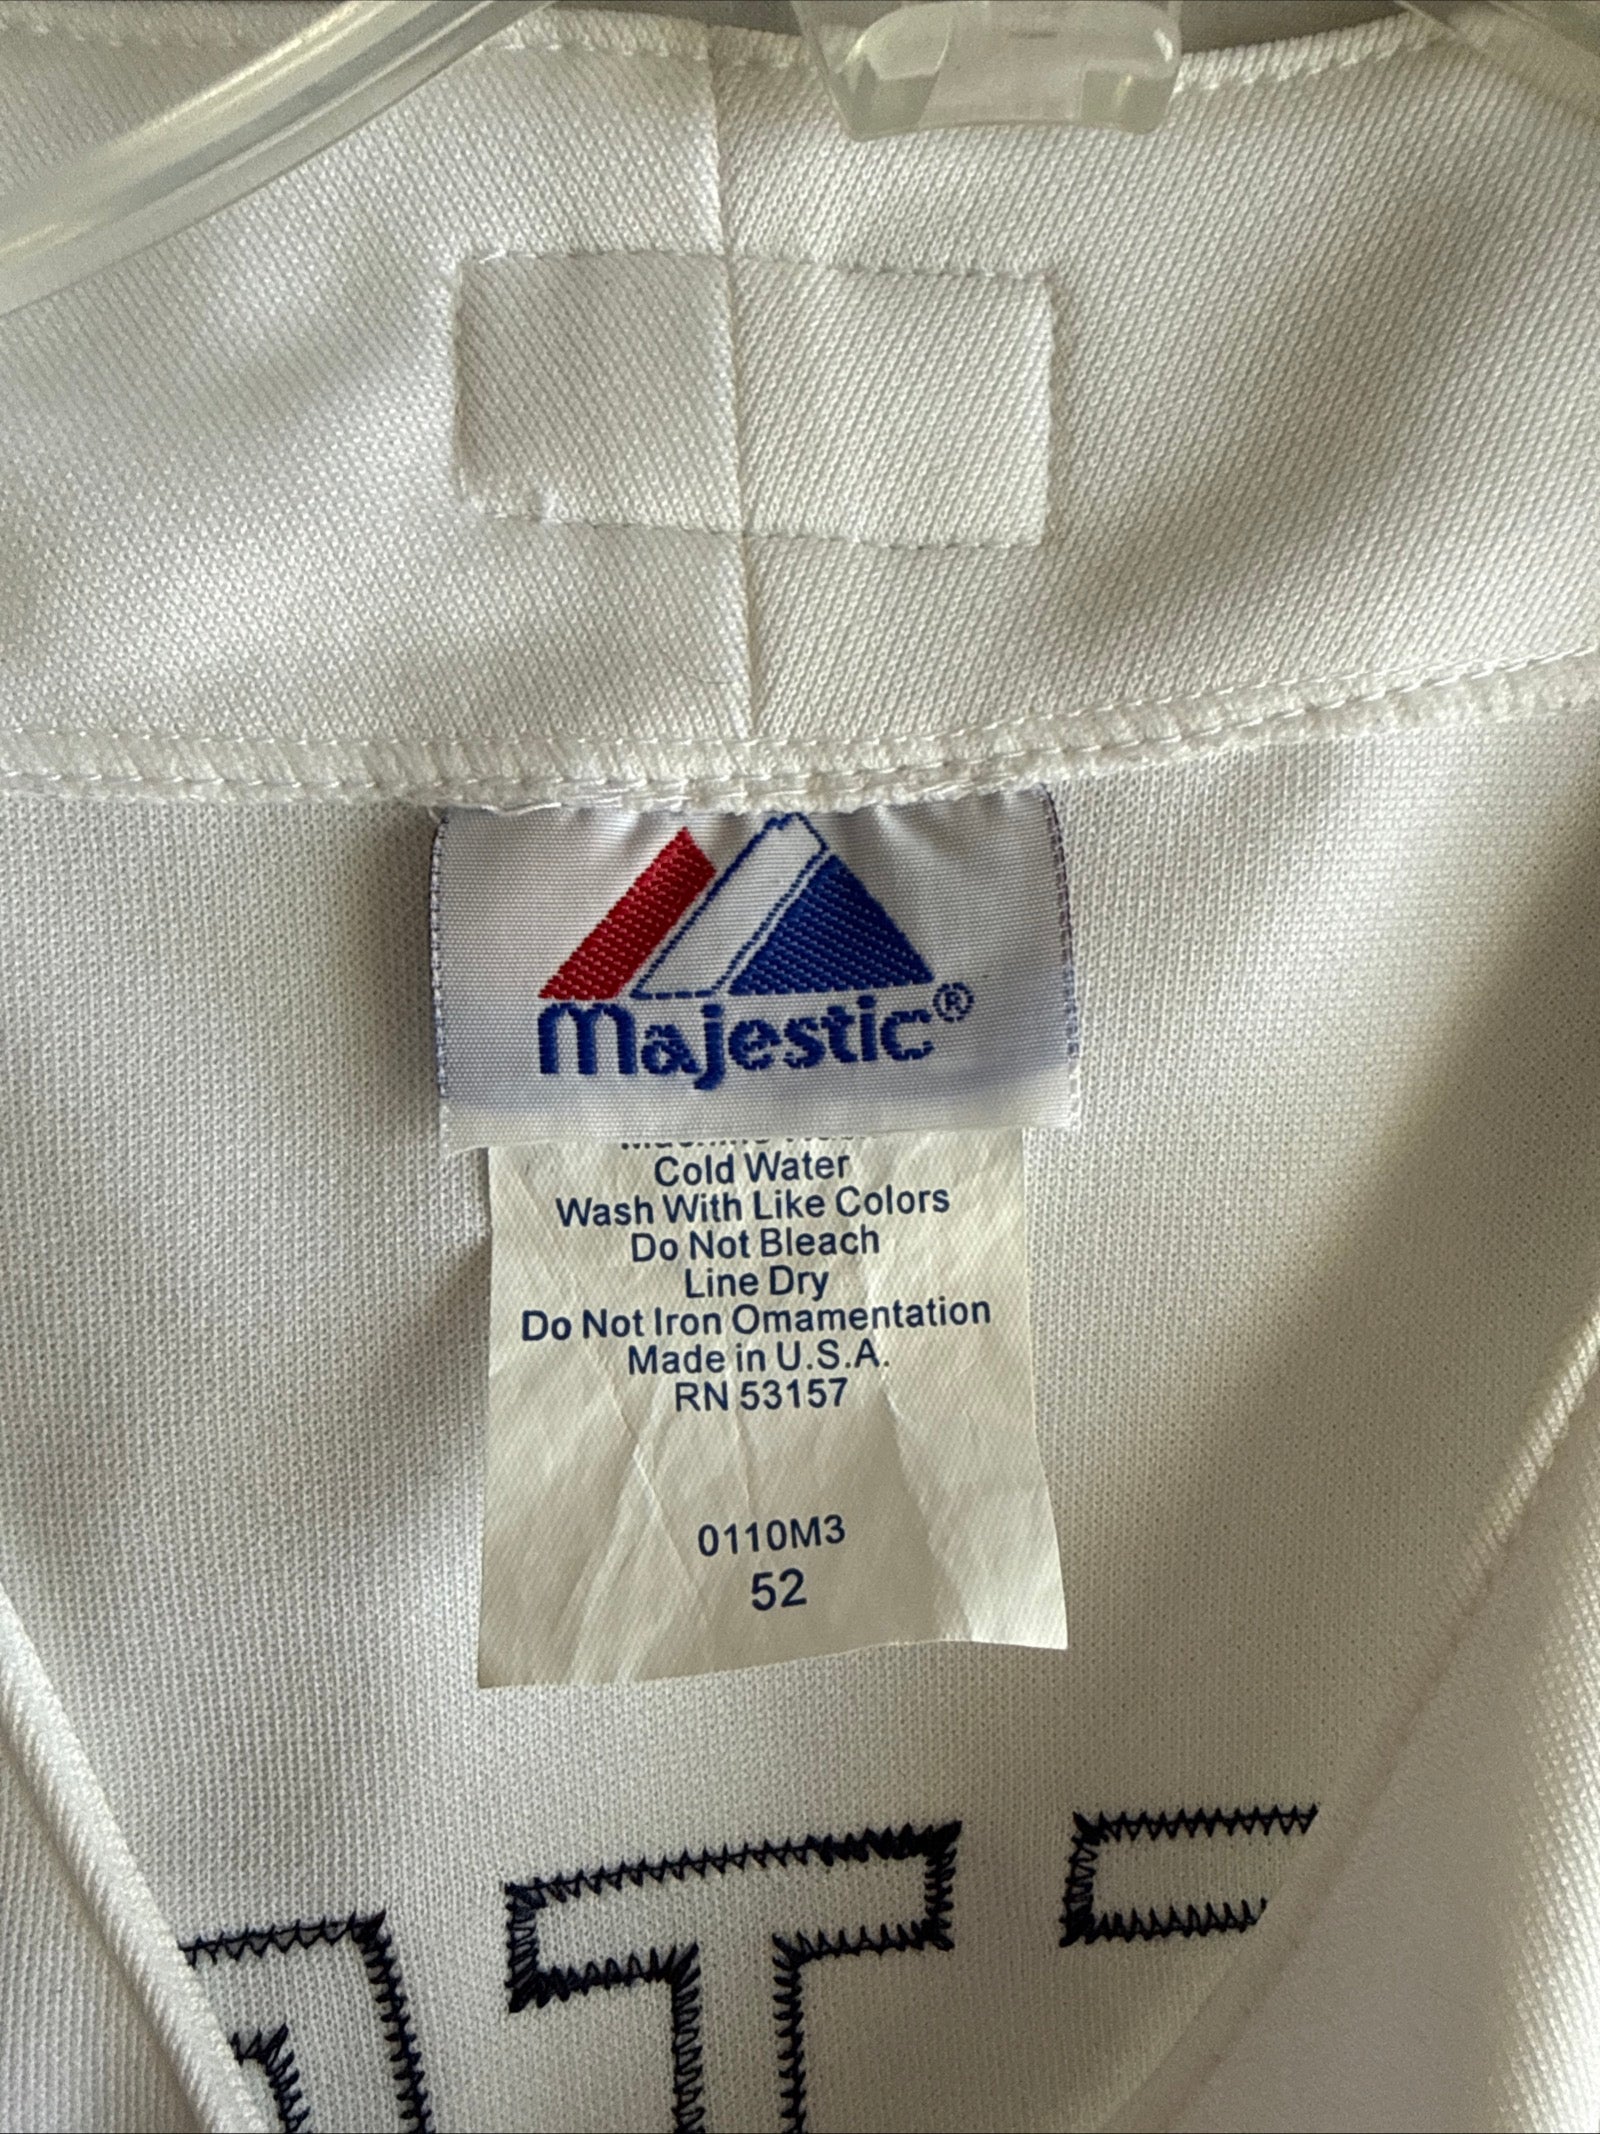 Majestic®
Cold Water
Wash With Like Colors
Do Not Bleach
Line Dry
Do Not Iron Ornamentation
Made in U.S.A.
RN 53157
0110M3
52